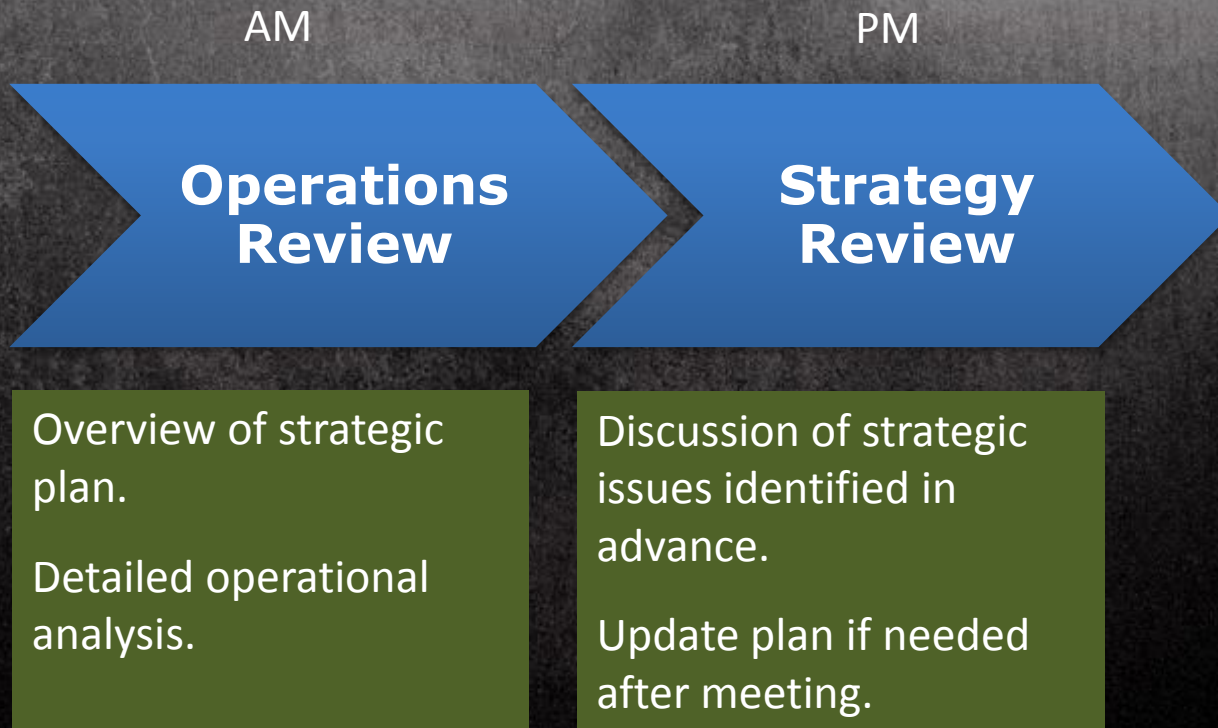 AM
PM
Operations
Review
Strategy
Review
Overview of strategic
plan.
Detailed operational
analysis.
Discussion of strategic
issues identified in
advance.
Update plan if needed
after meeting.